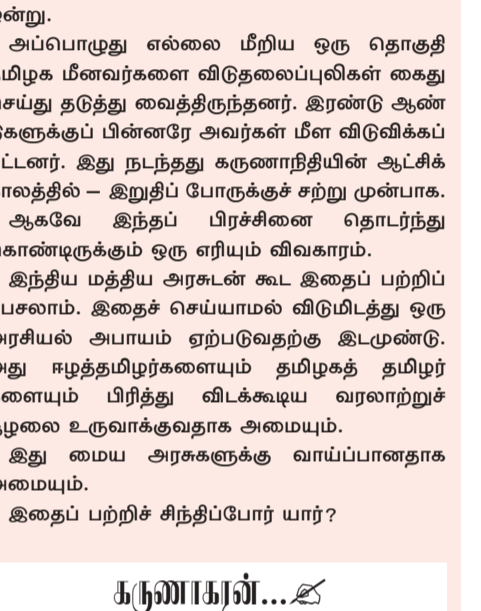 ன்று.
அப்பொழுது எல்லை மீறிய ஒரு தொகுதி
மிழக மீனவர்களை விடுதலைப்புலிகள் கைது
செய்து தடுத்து வைத்திருந்தனர். இரண்டு ஆண்
டுகளுக்குப் பின்னரே அவர்கள் மீள விடுவிக்கப்
ட்டனர். இது நடந்தது கருணாநிதியின் ஆட்சிக்
காலத்தில் – இறுதிப் போருக்குச் சற்று முன்பாக.
ஆகவே இந்தப் பிரச்சினை தொடர்ந்து
கொண்டிருக்கும் ஒரு எரியும் விவகாரம்.
இந்திய மத்திய அரசுடன் கூட இதைப் பற்றிப்
பேசலாம். இதைச் செய்யாமல் விடுமிடத்து ஒரு
அரசியல் அபாயம் ஏற்படுவதற்கு இடமுண்டு.
அது ஈழத்தமிழர்களையும் தமிழகத் தமிழர்
களையும் பிரித்து விடக்கூடிய வரலாற்றுச்
சூழலை உருவாக்குவதாக அமையும்.
இது மைய அரசுகளுக்கு வாய்ப்பானதாக
அமையும்.
இதைப் பற்றிச் சிந்திப்போர் யார்?
கருணாகரன்...